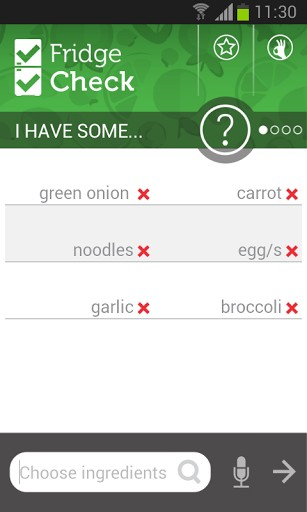 11:30
Fridge
Check
I HAVE SOME...
?
green onion carrot
noodles egg/s
garlic broccoli
Choose ingredients